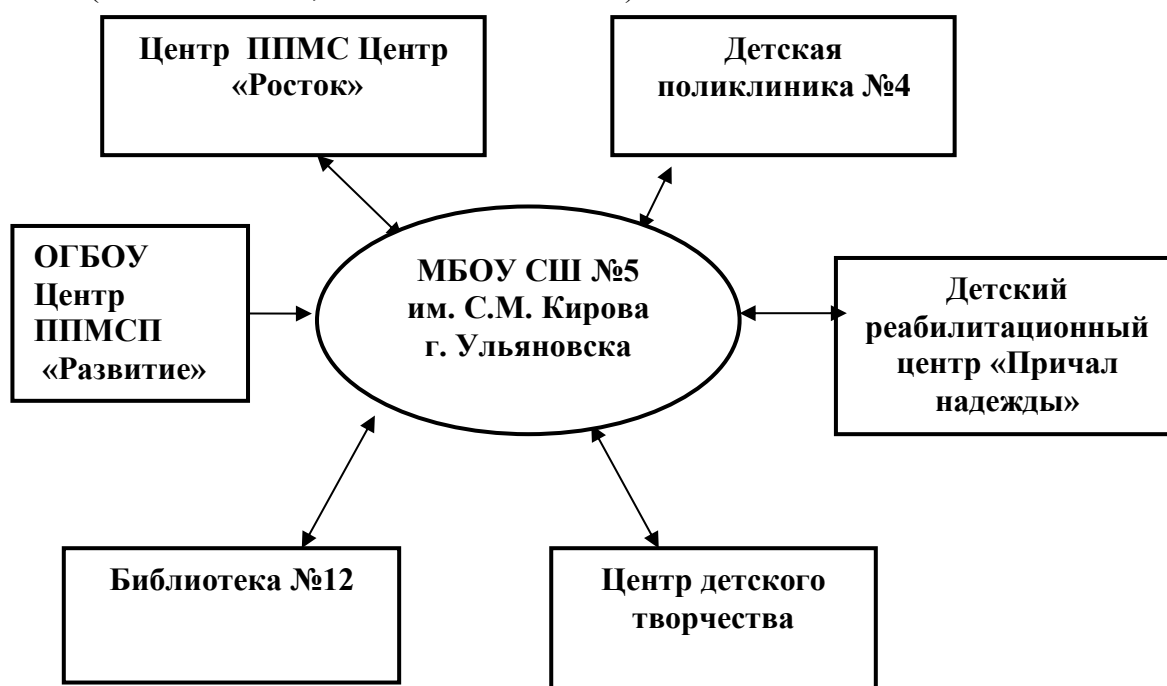 Центр ППМС Центр
«Росток»
Детская
поликлиника №4
ОГБОУ
Центр
ППМСП
«Развитие»
МБОУ СШ №5
им. С.М. Кирова
г. Ульяновска
Детский
реабилитационный
центр «Причал
надежды»
Библиотека №12
Центр детского
творчества